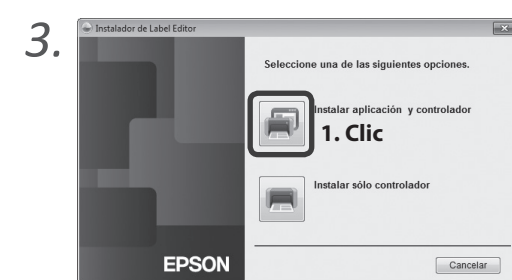 3.
Instalador de Label Editor
Seleccione una de las siguientes opciones.
Instalar aplicación y controlador
1. Clic
Instalar sólo controlador
EPSON
Cancelar